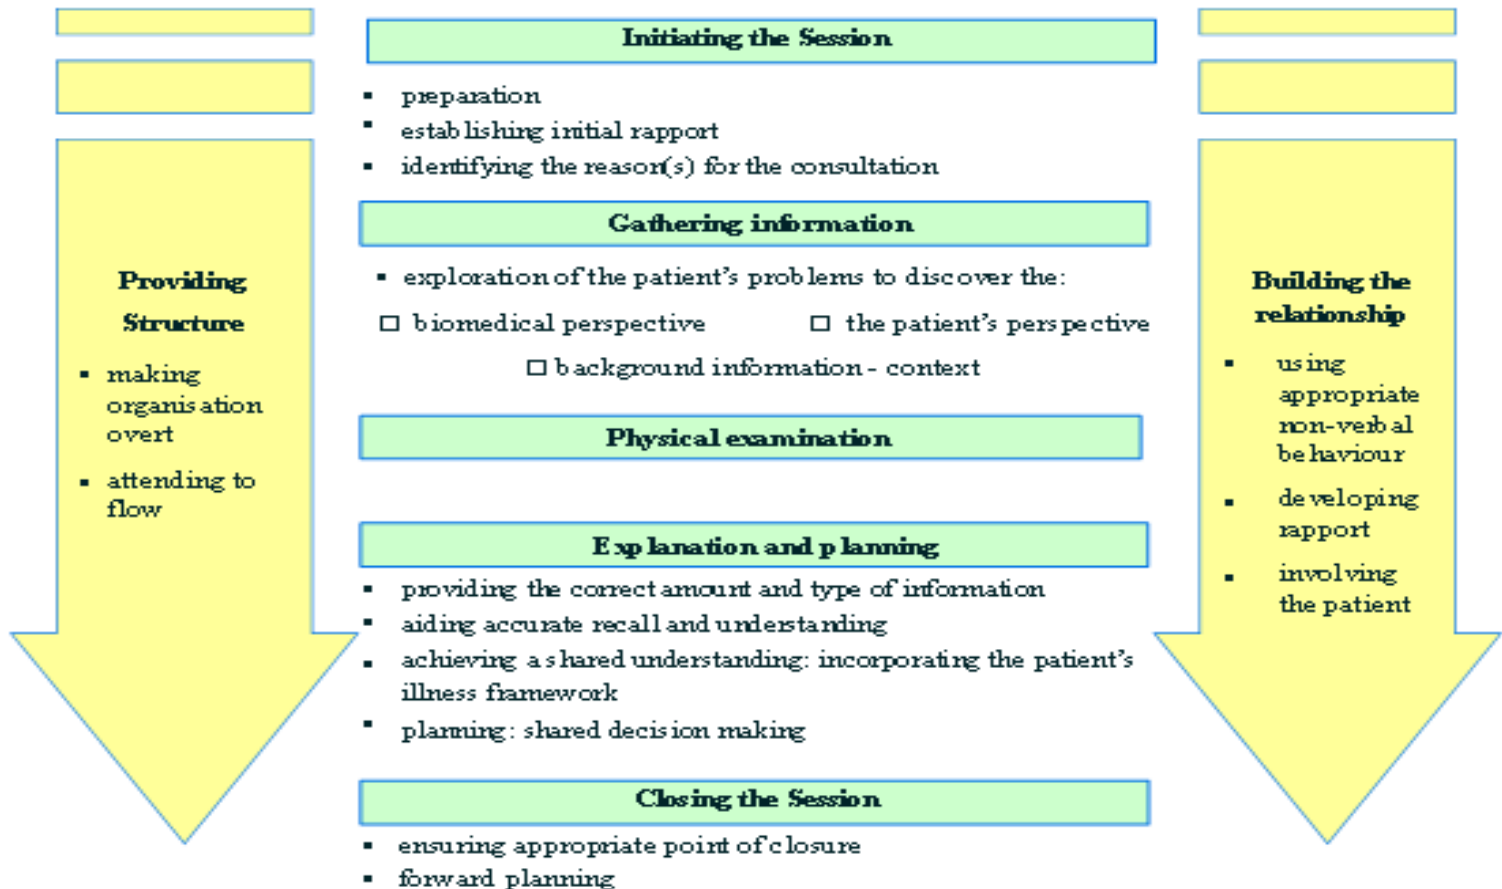 Initiating the Session
▪ preparation
▪ establishing initial rapport
▪ identifying the reason(s) for the consultation
Gathering information
▪ exploration of the patient's problems to discover the:
□ biomedical perspective □ the patient's perspective
□ background information - context
Physical examination
Explanation and planning
▪ providing the correct amount and type of information
▪ aiding accurate recall and understanding
▪ achieving a shared understanding: incorporating the patient's
illness framework
▪ planning: shared decision making
Closing the Session
▪ ensuring appropriate point of closure
▪ forward planning
Providing
Structure
▪ making
organisation
overt
▪ attending to
flow
Building the
relationship
▪ using
appropriate
non-verbal
behaviour
▪ developing
rapport
▪ involving
the patient